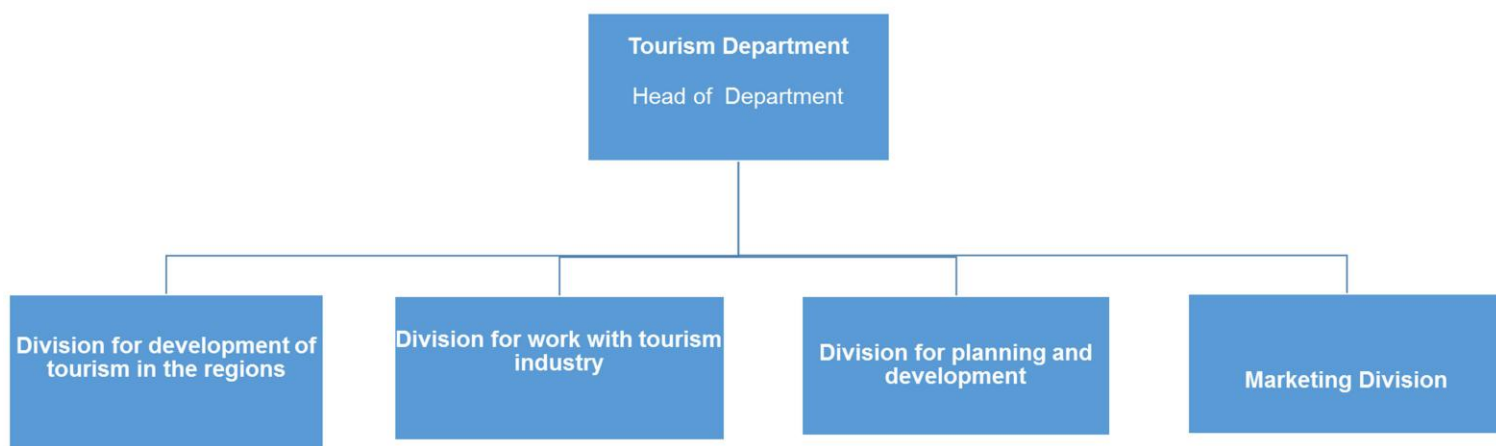 Tourism Department
Head of Department
Division for development of
tourism in the regions
Division for work with tourism
industry
Division for planning and
development
Marketing Division